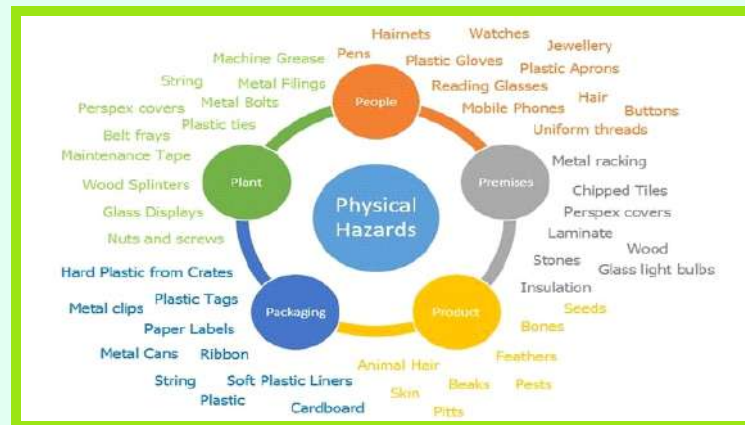 Hairnets
Watches
Jewellery
Pens
Plastic Gloves
Plastic Aprons
Reading Glasses
Hair
Mobile Phones
Buttons
Uniform threads
People
Machine Grease
String
Metal Filings
Perspex covers
Metal Bolts
Belt frays
Plastic ties
Maintenance Tape
Wood Splinters
Glass Displays
Nuts and screws
Plant
Physical
Hazards
Premises
Metal racking
Chipped Tiles
Perspex covers
Laminate
Wood
Stones
Glass light bulbs
Insulation
Hard Plastic from Crates
Metal clips
Plastic Tags
Paper Labels
Metal Cans
Ribbon
String
Soft Plastic Liners
Plastic
Cardboard
Packaging
Product
Seeds
Bones
Feathers
Animal Hair
Beaks
Pests
Skin
Pitts